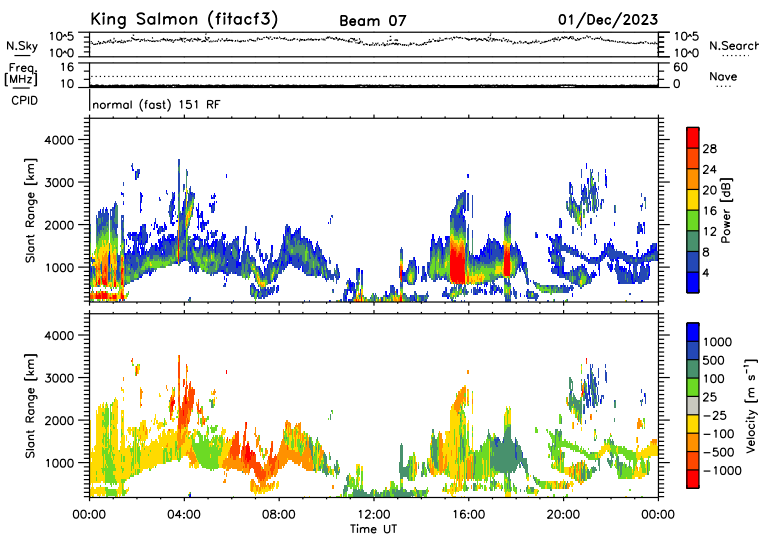 King Salmon (fitacf3) Beam 07 01/Dec/2023
N.Sky 10^5 10^0 10^5 10^0 N.Search
Freq [MHz] 16 10 60 0 Nave
CPID normal (fast) 151 RF
Slant Range [km] 4000 3000 2000 1000
Power [dB] 28 24 20 16 12 8 4
Slant Range [km] 4000 3000 2000 1000
Velocity [m s⁻¹] 1000 500 100 25 −25 −100 −500 −1000
00:00 04:00 08:00 12:00 16:00 20:00 00:00
Time UT